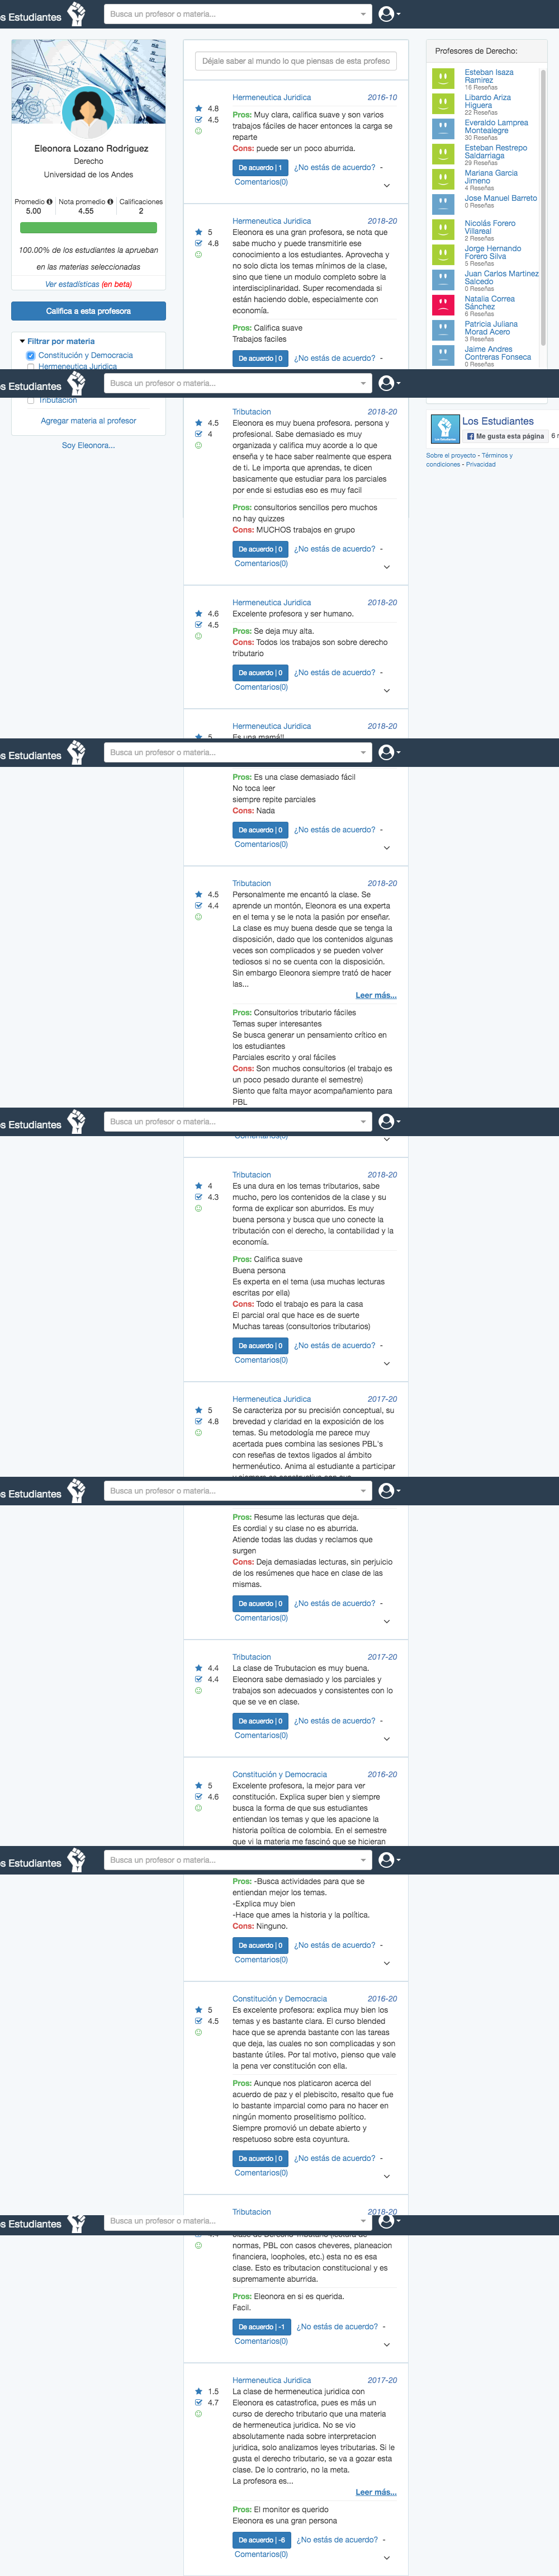 os Estudiantes
Busca un profesor o materia...
Eleonora Lozano Rodriguez
Derecho
Universidad de los Andes
Promedio Nota promedio Calificaciones
5.00 4.55 2
100.00% de los estudiantes la aprueban
en las materias seleccionadas
Ver estadísticas (en beta)
Califica a esta profesora
Filtrar por materia
Constitución y Democracia
Hermeneutica Juridica
Déjale saber al mundo lo que piensas de esta profeso
Hermeneutica Juridica 2016-10
4.8
4.5
Pros: Muy clara, califica suave y son varios
trabajos fáciles de hacer entonces la carga se
reparte
Cons: puede ser un poco aburrida.
De acuerdo | 1 ¿No estás de acuerdo? -
Comentarios(0)
Hermeneutica Juridica 2018-20
5
4.8
Eleonora es una gran profesora, se nota que
sabe mucho y puede transmitirle ese
conocimiento a los estudiantes. Aprovecha y
no solo dicta los temas mínimos de la clase,
sino que tiene un modulo completo sobre la
interdisciplinariedad. Super recomendada si
están haciendo doble, especialmente con
economía.
Pros: Califica suave
Trabajos faciles
De acuerdo | 0 ¿No estás de acuerdo? -
Profesores de Derecho:
Esteban Isaza
Ramirez
16 Reseñas
Libardo Ariza
Higuera
22 Reseñas
Everaldo Lamprea
Montealegre
30 Reseñas
Esteban Restrepo
Saldarriaga
29 Reseñas
Mariana Garcia
Jimeno
4 Reseñas
Jose Manuel Barreto
0 Reseñas
Nicolás Forero
Villareal
2 Reseñas
Jorge Hernando
Forero Silva
5 Reseñas
Juan Carlos Martinez
Salcedo
0 Reseñas
Natalia Correa
Sánchez
6 Reseñas
Patricia Juliana
Morad Acero
3 Reseñas
Jaime Andres
Contreras Fonseca
0 Reseñas
os Estudiantes
Busca un profesor o materia...
Tributacion
Agregar materia al profesor
Soy Eleonora...
Tributacion 2018-20
4.5
4
Eleonora es muy buena profesora, persona y
profesional. Sabe demasiado es muy
organizada y califica muy acorde a lo que
enseña y te hace saber realmente que espera
de ti. Le importa que aprendas, te dicen
basicamente que estudiar para los parciales
por ende si estudias eso es muy facil
Pros: consultorios sencillos pero muchos
no hay quizzes
Cons: MUCHOS trabajos en grupo
De acuerdo | 0 ¿No estás de acuerdo? -
Comentarios(0)
Los Estudiantes
Me gusta esta página 6
Sobre el proyecto - Términos y
condiciones - Privacidad
Hermeneutica Juridica 2018-20
4.6
4.5
Excelente profesora y ser humano.
Pros: Se deja muy alta.
Cons: Todos los trabajos son sobre derecho
tributario
De acuerdo | 0 ¿No estás de acuerdo? -
Comentarios(0)
Hermeneutica Juridica 2018-20
5
Es una mamá!!
os Estudiantes
Busca un profesor o materia...
Pros: Es una clase demasiado fácil
No toca leer
siempre repite parciales
Cons: Nada
De acuerdo | 0 ¿No estás de acuerdo? -
Comentarios(0)
Tributacion 2018-20
4.5
4.4
Personalmente me encantó la clase. Se
aprende un montón, Eleonora es una experta
en el tema y se le nota la pasión por enseñar.
La clase es muy buena desde que se tenga la
disposición, dado que los contenidos algunas
veces son complicados y se pueden volver
tediosos si no se cuenta con la disposición.
Sin embargo Eleonora siempre trató de hacer
las...
Leer más...
Pros: Consultorios tributario fáciles
Temas super interesantes
Se busca generar un pensamiento crítico en
los estudiantes
Parciales escrito y oral fáciles
Cons: Son muchos consultorios (el trabajo es
un poco pesado durante el semestre)
Siento que falta mayor acompañamiento para
PBL
os Estudiantes
Busca un profesor o materia...
Comentarios(0)
Tributacion 2018-20
4
4.3
Es una dura en los temas tributarios, sabe
mucho, pero los contenidos de la clase y su
forma de explicar son aburridos. Es muy
buena persona y busca que uno conecte la
tributación con el derecho, la contabilidad y la
economía.
Pros: Califica suave
Buena persona
Es experta en el tema (usa muchas lecturas
escritas por ella)
Cons: Todo el trabajo es para la casa
El parcial oral que hace es de suerte
Muchas tareas (consultorios tributarios)
De acuerdo | 0 ¿No estás de acuerdo? -
Comentarios(0)
Hermeneutica Juridica 2017-20
5
4.8
Se caracteriza por su precisión conceptual, su
brevedad y claridad en la exposición de los
temas. Su metodología me parece muy
acertada pues combina las sesiones PBL's
con reseñas de textos ligados al ámbito
hermenéutico. Anima al estudiante a participar
os Estudiantes
Busca un profesor o materia...
Pros: Resume las lecturas que deja.
Es cordial y su clase no es aburrida.
Atiende todas las dudas y reclamos que
surgen
Cons: Deja demasiadas lecturas, sin perjuicio
de los resúmenes que hace en clase de las
mismas.
De acuerdo | 0 ¿No estás de acuerdo? -
Comentarios(0)
Tributacion 2017-20
4.4
4.4
La clase de Trubutacion es muy buena.
Eleonora sabe demasiado y los parciales y
trabajos son adecuados y consistentes con lo
que se ve en clase.
De acuerdo | 0 ¿No estás de acuerdo? -
Comentarios(0)
Constitución y Democracia 2016-20
5
4.6
Excelente profesora, la mejor para ver
constitución. Explica super bien y siempre
busca la forma de que sus estudiantes
entiendan los temas y que les apacione la
historia política de colombia. En el semestre
que vi la materia me fascinó que se hicieran
os Estudiantes
Busca un profesor o materia...
Pros: -Busca actividades para que se
entiendan mejor los temas.
-Explica muy bien
-Hace que ames la historia y la política.
Cons: Ninguno.
De acuerdo | 0 ¿No estás de acuerdo? -
Comentarios(0)
Constitución y Democracia 2016-20
5
4.5
Es excelente profesora: explica muy bien los
temas y es bastante clara. El curso blended
hace que se aprenda bastante con las tareas
que deja, las cuales no son complicadas y son
bastante útiles. Por tal motivo, pienso que vale
la pena ver constitución con ella.
Pros: Aunque nos platicaron acerca del
acuerdo de paz y el plebiscito, resalto que fue
lo bastante imparcial como para no hacer en
ningún momento proselitismo político.
Siempre promovió un debate abierto y
respetuoso sobre esta coyuntura.
De acuerdo | 0 ¿No estás de acuerdo? -
Comentarios(0)
Tributacion 2018-20
os Estudiantes
Busca un profesor o materia...
normas, PBL con casos cheveres, planeacion
financiera, loopholes, etc.) esta no es esa
clase. Esto es tributacion constitucional y es
supremamente aburrida.
Pros: Eleonora en si es querida.
Facil.
De acuerdo | -1 ¿No estás de acuerdo? -
Comentarios(0)
Hermeneutica Juridica 2017-20
1.5
4.7
La clase de hermeneutica juridica con
Eleonora es catastrofica, pues es más un
curso de derecho tributario que una materia
de hermeneutica juridica. No se vio
absolutamente nada sobre interpretacion
juridica, solo analizamos leyes tributarias. Si le
gusta el derecho tributario, se va a gozar esta
clase. De lo contrario, no la meta.
La profesora es...
Leer más...
Pros: El monitor es querido
Eleonora es una gran persona
De acuerdo | -6 ¿No estás de acuerdo? -
Comentarios(0)